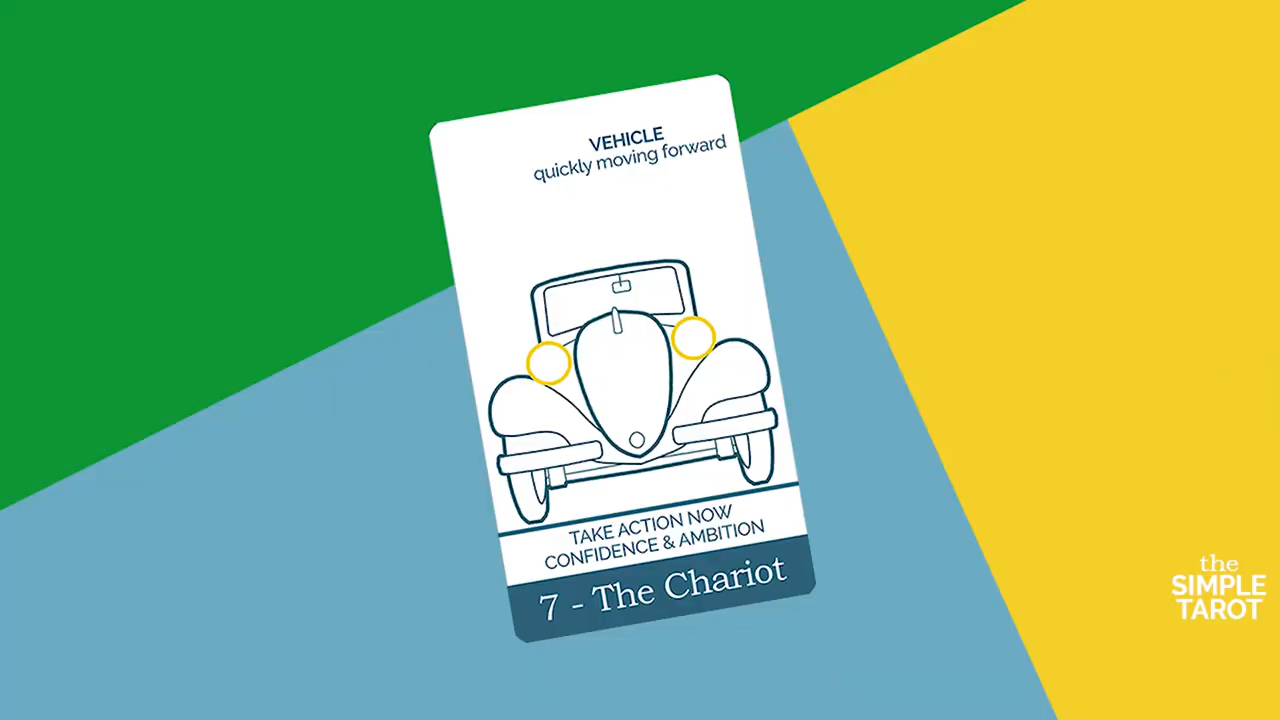 VEHICLE
quickly moving forward
TAKE ACTION NOW
CONFIDENCE & AMBITION
7 - The Chariot
the
SIMPLE
TAROT